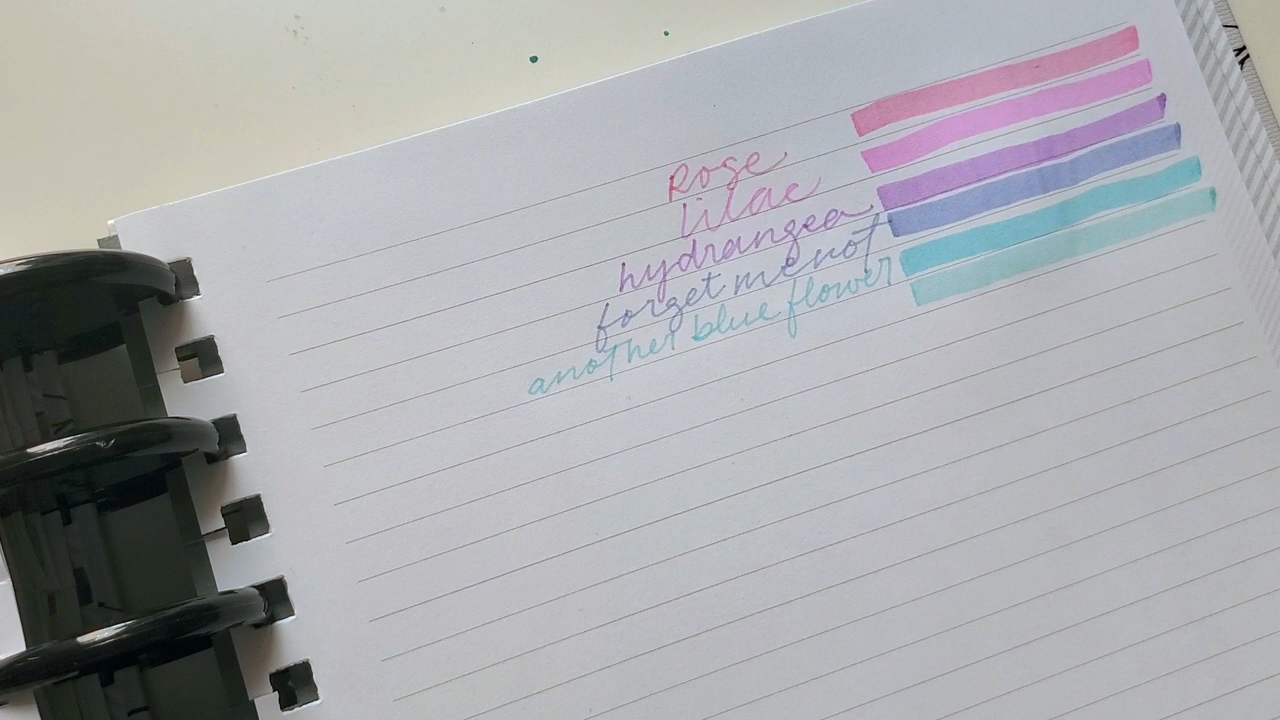 Rose
lilac
hydrangea
forget me not
another blue flower